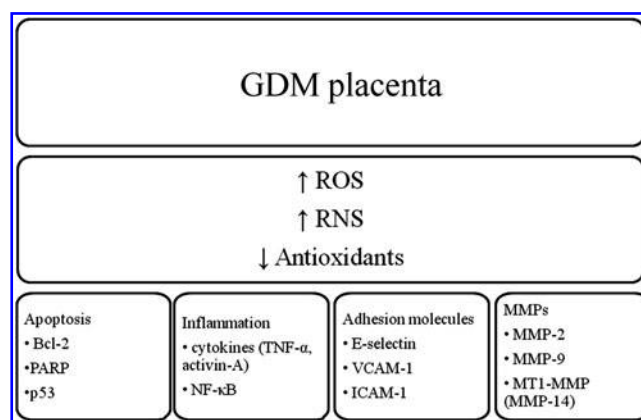 GDM placenta
↑ ROS
↑ RNS
↓ Antioxidants
Apoptosis
• Bcl-2
•PARP
•p53
Inflammation
• cytokines (TNF-α,
activin-A)
• NF-κB
Adhesion molecules
• E-selectin
• VCAM-1
• ICAM-1
MMPs
• MMP-2
• MMP-9
• MT1-MMP
(MMP-14)